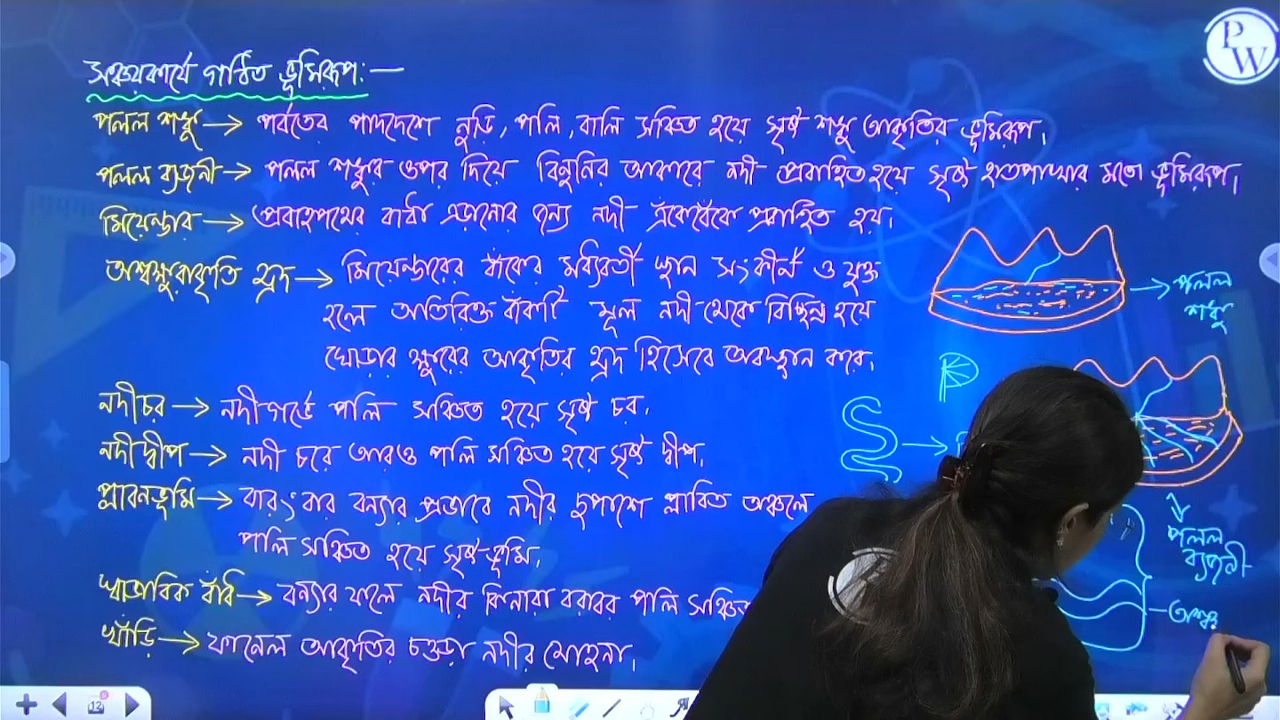 সঞ্চয়কার্যে গঠিত ভূমিরূপ:—
পলল শঙ্কু → পর্বতের পাদদেশে নুড়ি, পলি, বালি সঞ্চিত হয়ে সৃষ্ট শঙ্কু আকৃতির ভূমিরূপ।
পলল ব্যজনী → পলল শঙ্কুর ওপর দিয়ে বিনুনির আকারে নদী প্রবাহিত হয়ে সৃষ্ট হাতপাখার মতো ভূমিরূপ।
মিয়েন্ডার → প্রবাহপথের বাধা এড়ানোর জন্য নদী এঁকেবেঁকে প্রবাহিত হয়।
অশ্বক্ষুরাকৃতি হ্রদ → মিয়েন্ডারের বাঁকের মধ্যবর্তী স্থান সংকীর্ন ও যুক্ত
হলে অতিরিক্ত বাঁকটি মূল নদী থেকে বিচ্ছিন্ন হয়ে
ঘোড়ার ক্ষুরের আকৃতির হ্রদ হিসেবে অবস্থান করে।
নদীচর → নদীগর্ভে পলি সঞ্চিত হয়ে সৃষ্ট চর।
নদীদ্বীপ → নদী চরে আরও পলি সঞ্চিত হয়ে সৃষ্ট দ্বীপ।
প্লাবনভূমি → বারংবার বন্যার প্রভাবে নদীর দুপাশে প্লাবিত অঞ্চলে
পলি সঞ্চিত হয়ে সৃষ্ট ভূমি।
স্বাভাবিক বাঁধ → বন্যার ফলে নদীর কিনারা বরাবর পলি সঞ্চিত
খাঁড়ি → ফানেল আকৃতির চওড়া নদীর মোহনা।
→ পলল
শঙ্কু
পলল
ব্যজনী
অশ্বঃ
PW
12